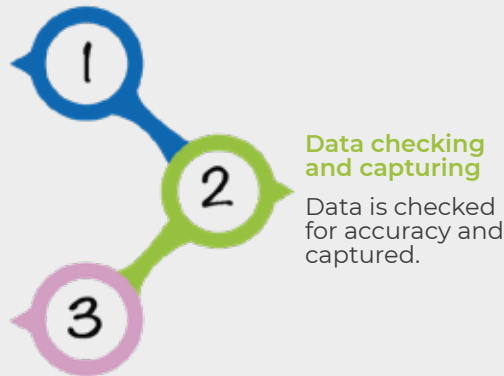 1
2
Data checking
and capturing
Data is checked
for accuracy and
captured.
3